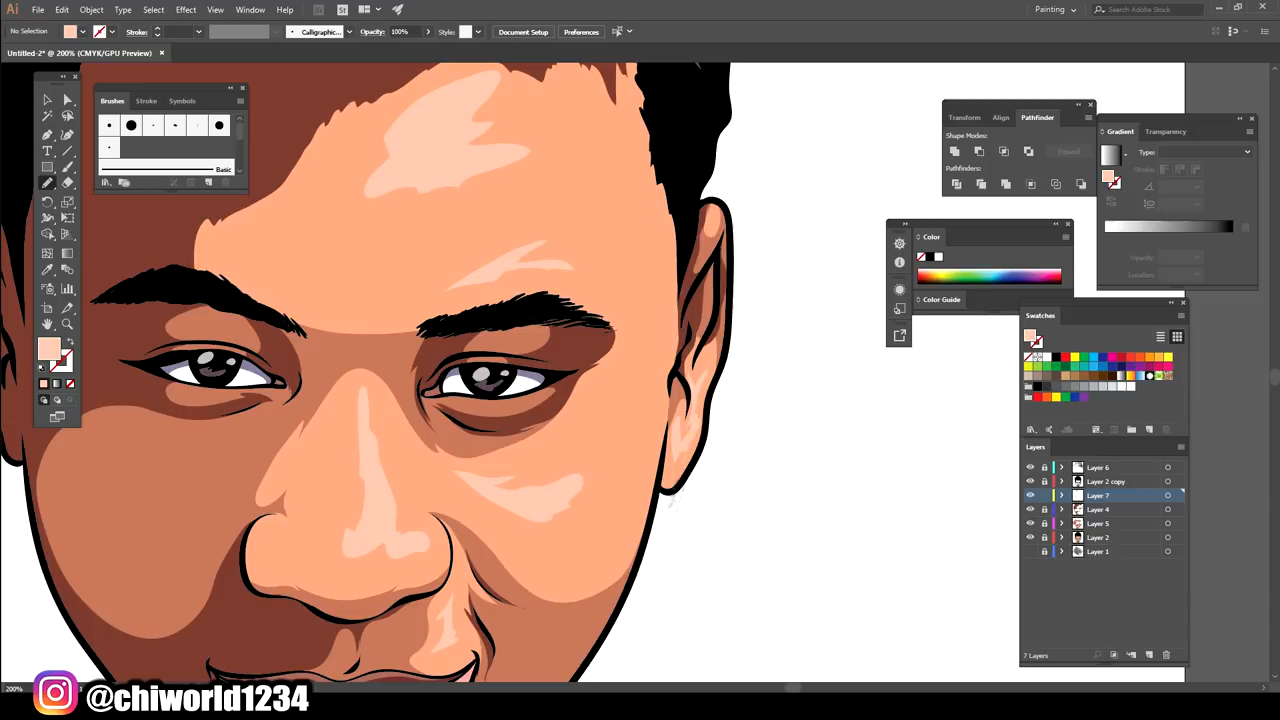 Ai File Edit Object Type Select Effect View Window Help Br St Painting Search Adobe Stock
No Selection Stroke: Calligraphic... Opacity: 100% Style: Document Setup Preferences
Untitled-2* @ 200% (CMYK/GPU Preview)
Brushes Stroke Symbols
Basic
Transform Align Pathfinder
Shape Modes:
Expand
Pathfinders:
Gradient Transparency
Type:
Stroke:
Opacity:
Location:
Color
Color Guide
Swatches
Layers
Layer 6
Layer 2 copy
Layer 7
Layer 4
Layer 5
Layer 2
Layer 1
7 Layers
200%
@chiworld1234